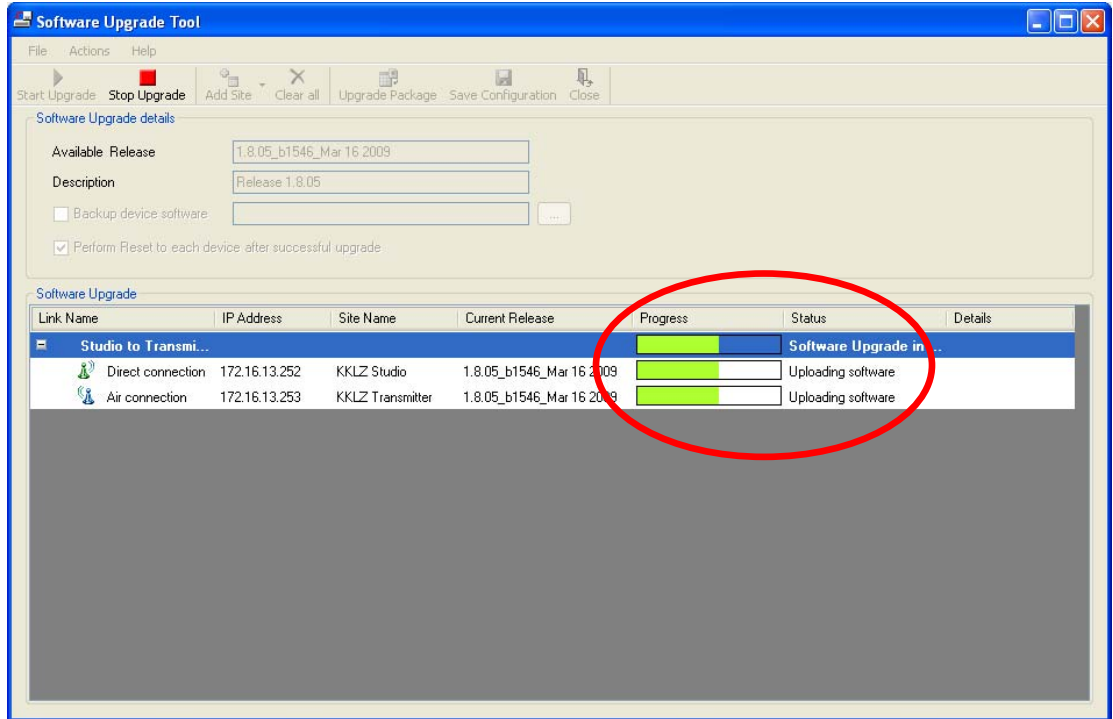 Software Upgrade Tool
File Actions Help
Start Upgrade Stop Upgrade Add Site Clear all Upgrade Package Save Configuration Close
Software Upgrade details
Available Release 1.8.05_b1546_Mar 16 2009
Description Release 1.8.05
Backup device software ...
Perform Reset to each device after successful upgrade
Software Upgrade
Link Name IP Address Site Name Current Release Progress Status Details
Studio to Transmi... Software Upgrade in ...
Direct connection 172.16.13.252 KKLZ Studio 1.8.05_b1546_Mar 16 2009 Uploading software
Air connection 172.16.13.253 KKLZ Transmitter 1.8.05_b1546_Mar 16 2009 Uploading software